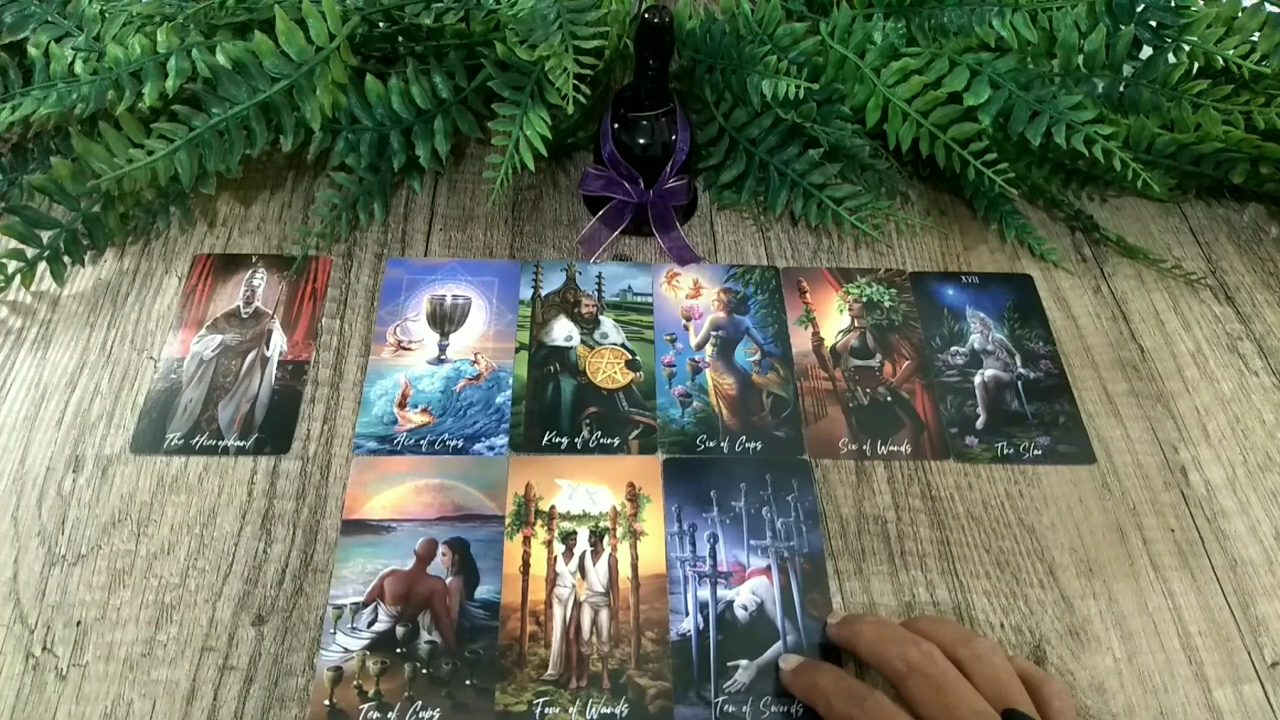 V
The Hierophant
Ace of Cups
King of Coins
Six of Cups
Six of Wands
XVII
The Star
Ten of Cups
Four of Wands
Ten of Swords